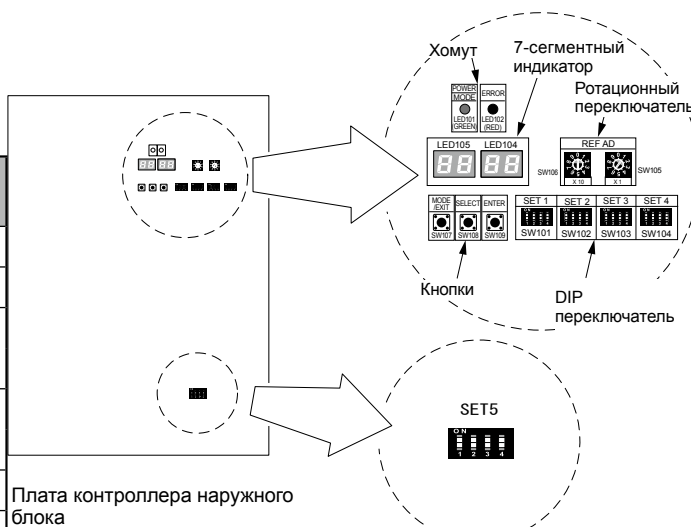 Хомут
7-сегментный
индикатор
Ротационный
переключатель
POWER
MODE
ERROR
LED101
(GREEN)
LED102
(RED)
LED105 LED104
REF AD
SW106
X 10
X 1
SW105
MODE
/EXIT
SELECT
ENTER
SW107
SW108
SW109
SET 1
SET 2
SET 3
SET 4
SW101
SW102
SW103
SW104
Кнопки
DIP
переключатель
SET5
ON
1 2 3 4
Плата контроллера наружного
блока